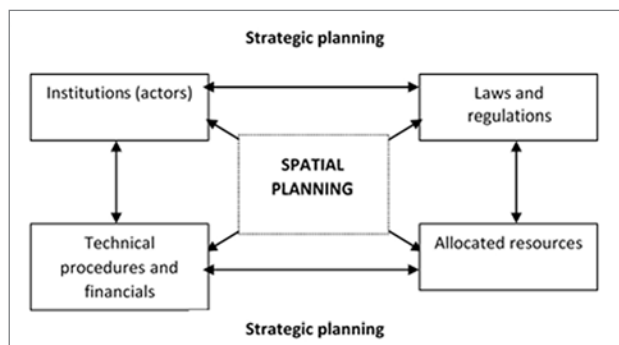 Strategic planning
Institutions (actors)
Laws and
regulations
SPATIAL
PLANNING
Technical
procedures and
financials
Allocated resources
Strategic planning